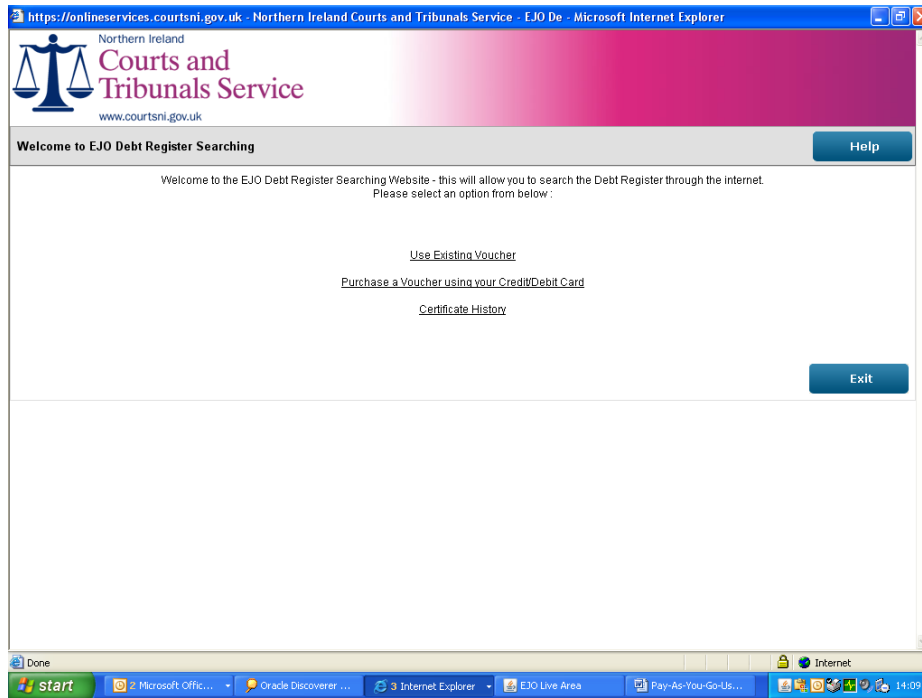 https://onlineservices.courtsni.gov.uk - Northern Ireland Courts and Tribunals Service - EJO De - Microsoft Internet Explorer
Northern Ireland
Courts and
Tribunals Service
www.courtsni.gov.uk
Welcome to EJO Debt Register Searching
Help
Welcome to the EJO Debt Register Searching Website - this will allow you to search the Debt Register through the internet.
Please select an option from below :
Use Existing Voucher
Purchase a Voucher using your Credit/Debit Card
Certificate History
Exit
Done
Internet
start
2 Microsoft Offic...
Oracle Discoverer ...
3 Internet Explorer
EJO Live Area
Pay-As-You-Go-Us...